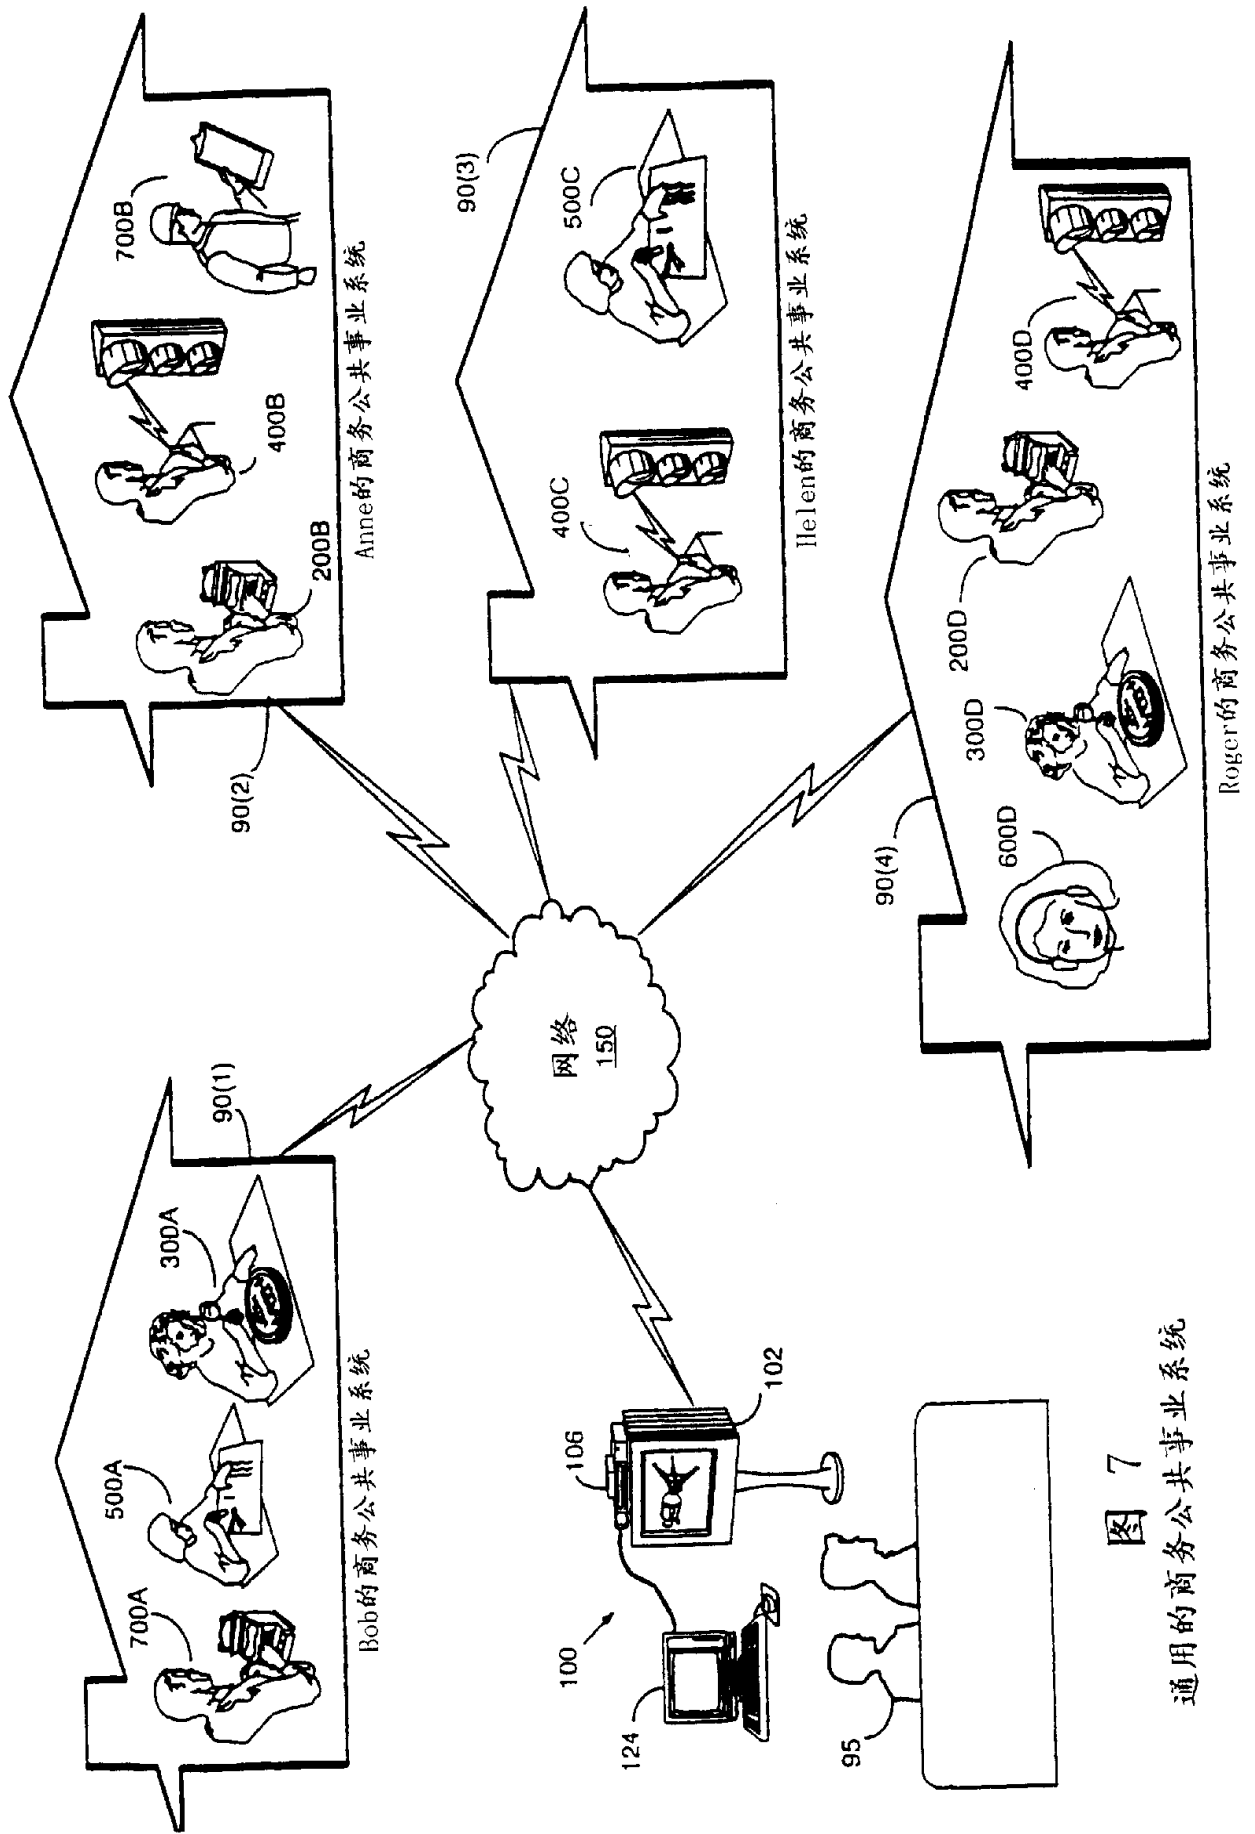 90(1)
700A
500A
300A
Bob的商务公共事业系统
90(2)
200B
400B
700B
Anne的商务公共事业系统
90(3)
400C
500C
Helen的商务公共事业系统
网络
150
90(4)
600D
300D
200D
400D
Roger的商务公共事业系统
100
124
106
102
95
图 7
通用的商务公共事业系统